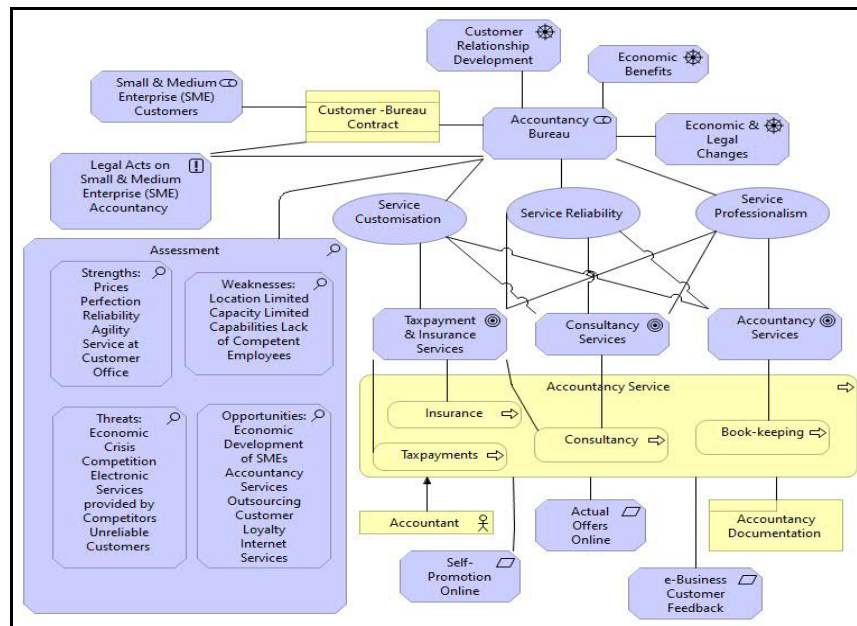 Customer
Relationship
Development
Economic
Benefits
Small & Medium
Enterprise (SME)
Customers
Customer -Bureau
Contract
Accountancy
Bureau
Economic &
Legal
Changes
Legal Acts on
Small & Medium
Enterprise (SME)
Accountancy
Service
Customisation
Service Reliability
Service
Professionalism
Assessment
Strengths:
Prices
Perfection
Reliability
Agility
Service at
Customer
Office
Weaknesses:
Location Limited
Capacity Limited
Capabilities Lack
of Competent
Employees
Threats:
Economic
Crisis
Competition
Electronic
Services
provided by
Competitors
Unreliable
Customers
Opportunities:
Economic
Development
of SMEs
Accountancy
Services
Outsourcing
Customer
Loyalty
Internet
Services
Taxpayment
& Insurance
Services
Consultancy
Services
Accountancy
Services
Accountancy Service
Insurance
Taxpayments
Consultancy
Book-keeping
Accountant
Self-
Promotion
Online
Actual
Offers
Online
e-Business
Customer
Feedback
Accountancy
Documentation